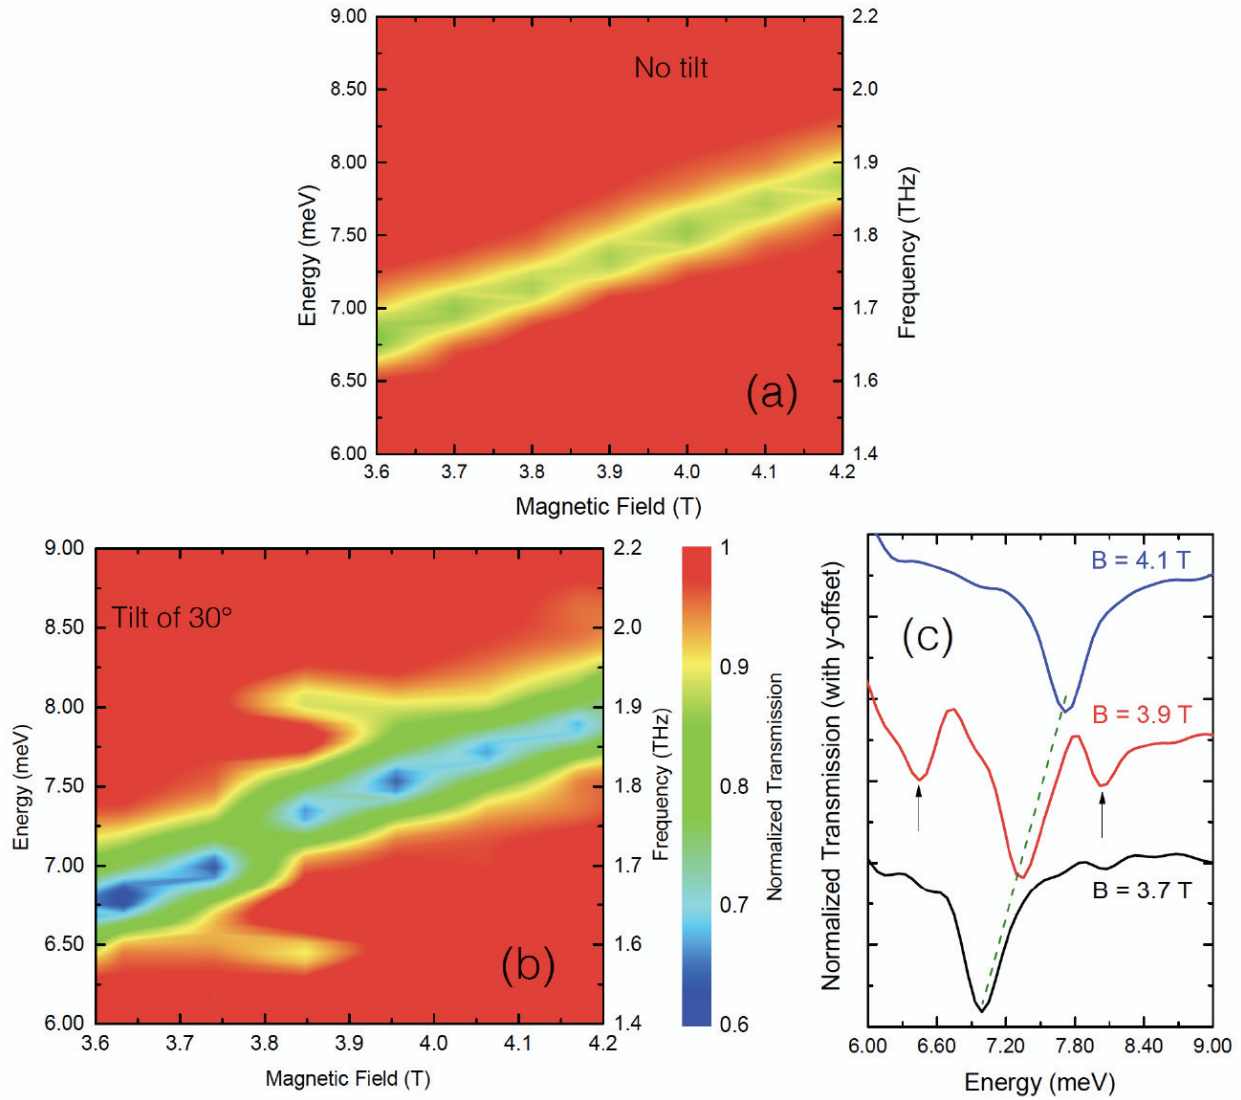 9.00
8.50
8.00
7.50
7.00
6.50
6.00
Energy (meV)
No tilt
(a)
2.2
2.0
1.9
1.8
1.7
1.6
1.4
Frequency (THz)
3.6 3.7 3.8 3.9 4.0 4.1 4.2
Magnetic Field (T)
9.00
8.50
8.00
7.50
7.00
6.50
6.00
Energy (meV)
Tilt of 30°
(b)
2.2
2.0
1.9
1.8
1.7
1.6
1.4
Frequency (THz)
3.6 3.7 3.8 3.9 4.0 4.1 4.2
Magnetic Field (T)
1
0.9
0.8
0.7
0.6
Normalized Transmission
Normalized Transmission (with y-offset)
(c)
B = 4.1 T
B = 3.9 T
B = 3.7 T
6.00 6.60 7.20 7.80 8.40 9.00
Energy (meV)